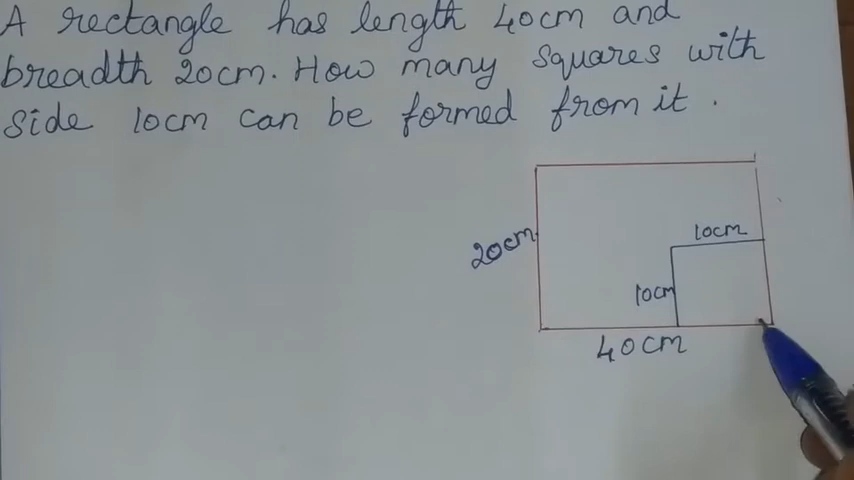 A rectangle has length 40cm and
breadth 20cm. How many squares with
side 10cm can be formed from it.
10cm
20cm
10cm
40cm